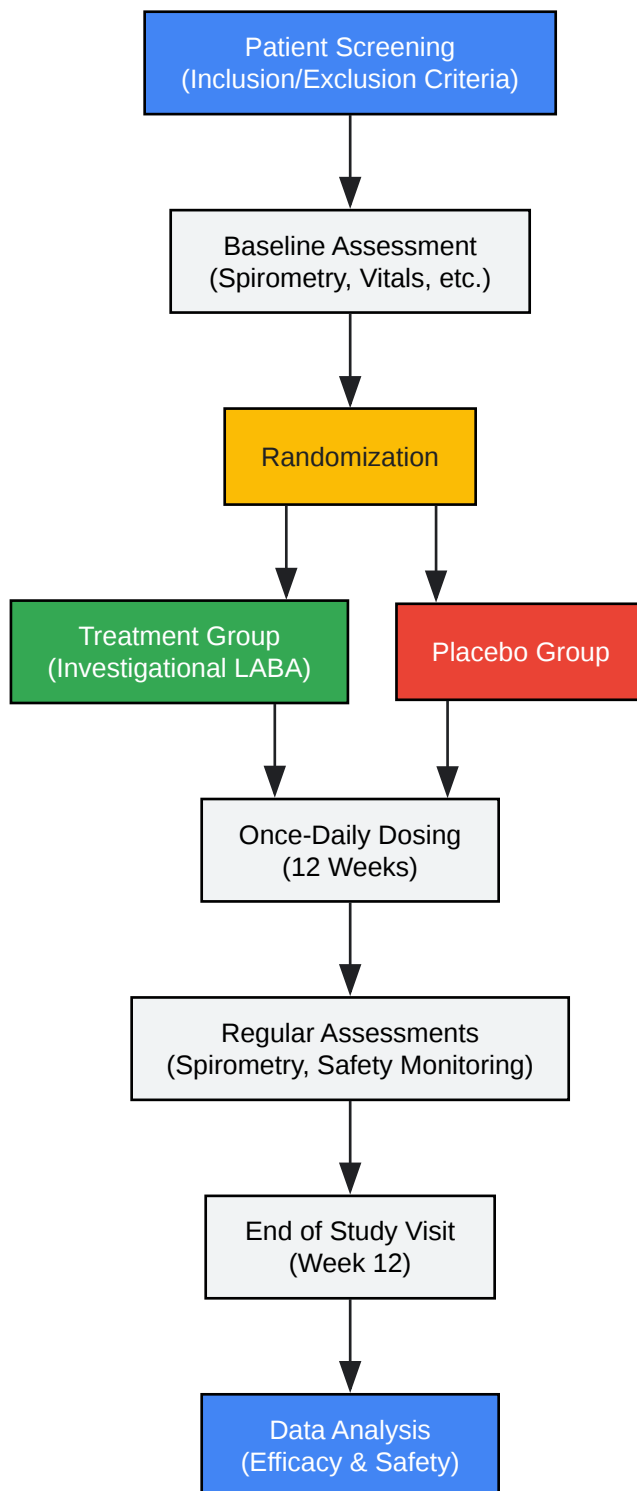 Patient Screening
(Inclusion/Exclusion Criteria)
Baseline Assessment
(Spirometry, Vitals, etc.)
Randomization
Treatment Group
(Investigational LABA)
Placebo Group
Once-Daily Dosing
(12 Weeks)
Regular Assessments
(Spirometry, Safety Monitoring)
End of Study Visit
(Week 12)
Data Analysis
(Efficacy & Safety)